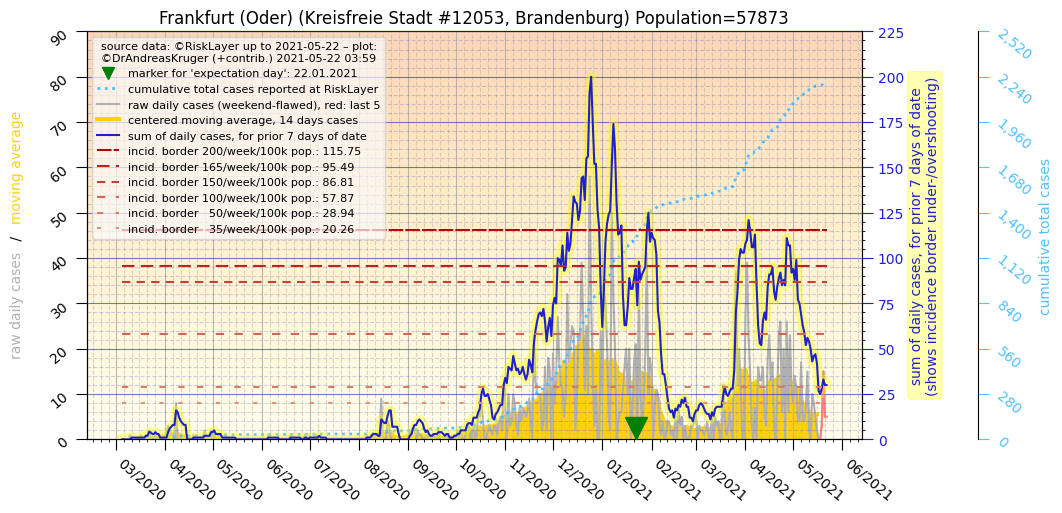 Frankfurt (Oder) (Kreisfreie Stadt #12053, Brandenburg) Population=57873
source data: ©RiskLayer up to 2021-05-22 – plot:
©DrAndreasKruger (+contrib.) 2021-05-22 03:59
marker for 'expectation day': 22.01.2021
cumulative total cases reported at RiskLayer
raw daily cases (weekend-flawed), red: last 5
centered moving average, 14 days cases
sum of daily cases, for prior 7 days of date
incid. border 200/week/100k pop.: 115.75
incid. border 165/week/100k pop.: 95.49
incid. border 150/week/100k pop.: 86.81
incid. border 100/week/100k pop.: 57.87
incid. border   50/week/100k pop.: 28.94
incid. border   35/week/100k pop.: 20.26
raw daily cases  /  moving average
90
80
70
60
50
40
30
20
10
0
03/2020
04/2020
05/2020
06/2020
07/2020
08/2020
09/2020
10/2020
11/2020
12/2020
01/2021
02/2021
03/2021
04/2021
05/2021
06/2021
225
200
175
150
125
100
75
50
25
0
sum of daily cases, for prior 7 days of date
(shows incidence border under-/overshooting)
2,520
2,240
1,960
1,680
1,400
1,120
840
560
280
0
cumulative total cases